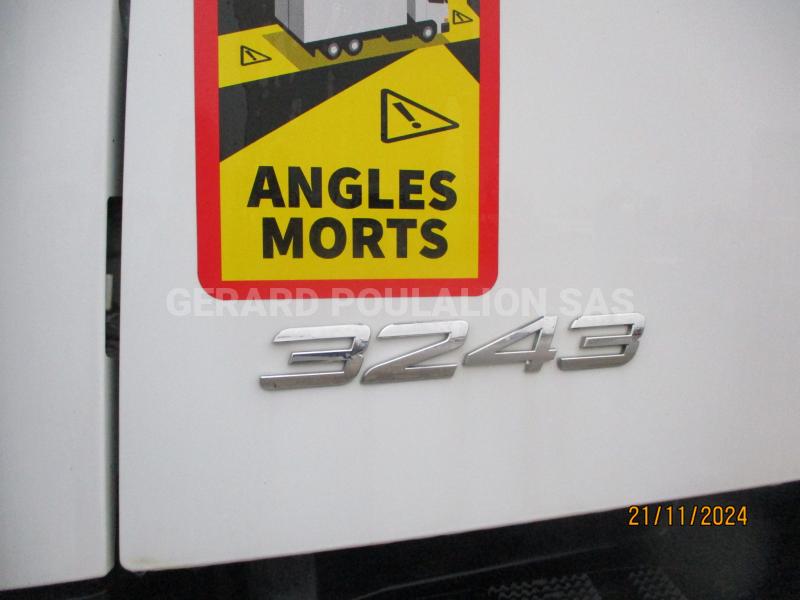 ANGLES
MORTS
GERARD POULALION SAS
3243
21/11/2024